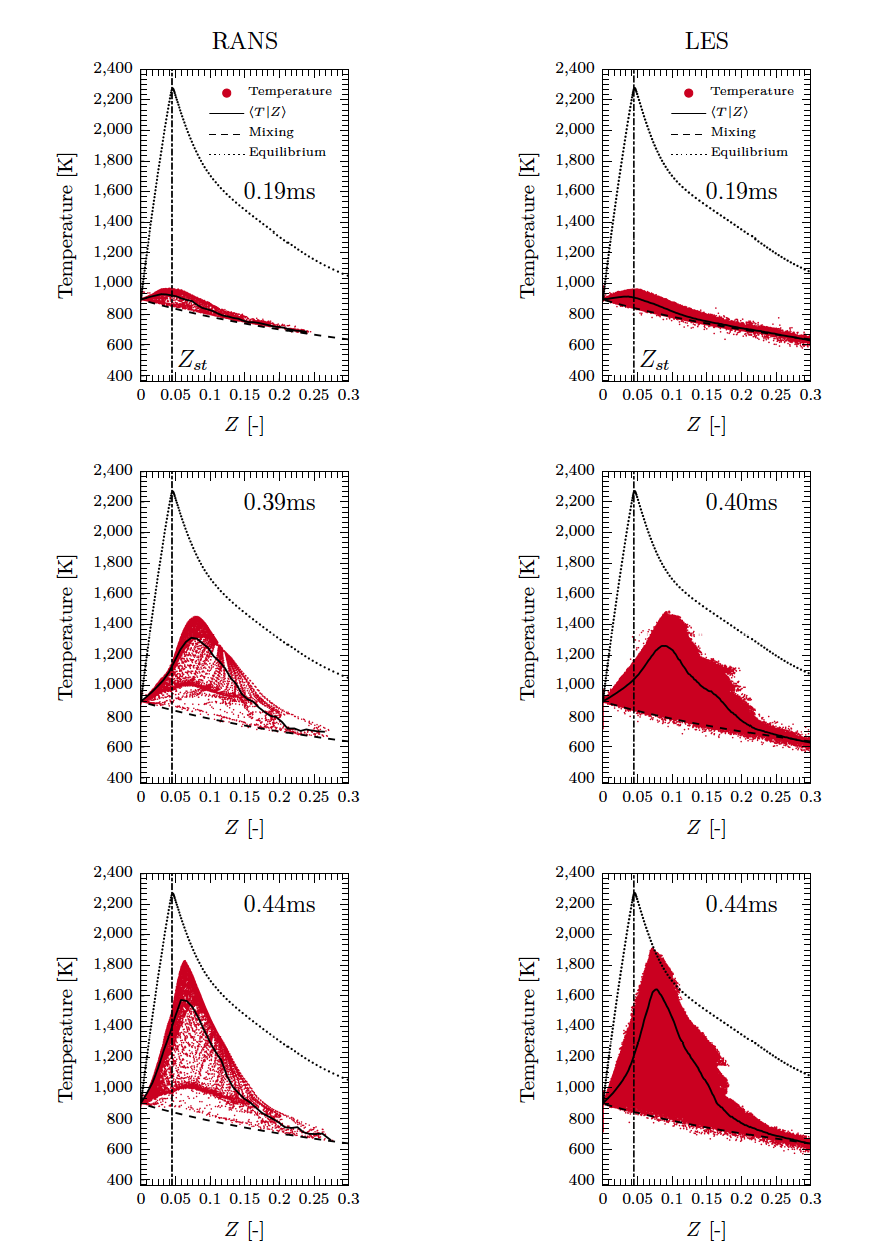 RANS
LES
2,400
2,200
2,000
1,800
1,600
1,400
1,200
1,000
800
600
400
Temperature [K]
Temperature
⟨T|Z⟩
Mixing
Equilibrium
0.19ms
Z_st
0 0.05 0.1 0.15 0.2 0.25 0.3
Z [-]
2,400
2,200
2,000
1,800
1,600
1,400
1,200
1,000
800
600
400
Temperature [K]
Temperature
⟨T|Z⟩
Mixing
Equilibrium
0.19ms
Z_st
0 0.05 0.1 0.15 0.2 0.25 0.3
Z [-]
2,400
2,200
2,000
1,800
1,600
1,400
1,200
1,000
800
600
400
Temperature [K]
0.39ms
0 0.05 0.1 0.15 0.2 0.25 0.3
Z [-]
2,400
2,200
2,000
1,800
1,600
1,400
1,200
1,000
800
600
400
Temperature [K]
0.40ms
0 0.05 0.1 0.15 0.2 0.25 0.3
Z [-]
2,400
2,200
2,000
1,800
1,600
1,400
1,200
1,000
800
600
400
Temperature [K]
0.44ms
0 0.05 0.1 0.15 0.2 0.25 0.3
Z [-]
2,400
2,200
2,000
1,800
1,600
1,400
1,200
1,000
800
600
400
Temperature [K]
0.44ms
0 0.05 0.1 0.15 0.2 0.25 0.3
Z [-]